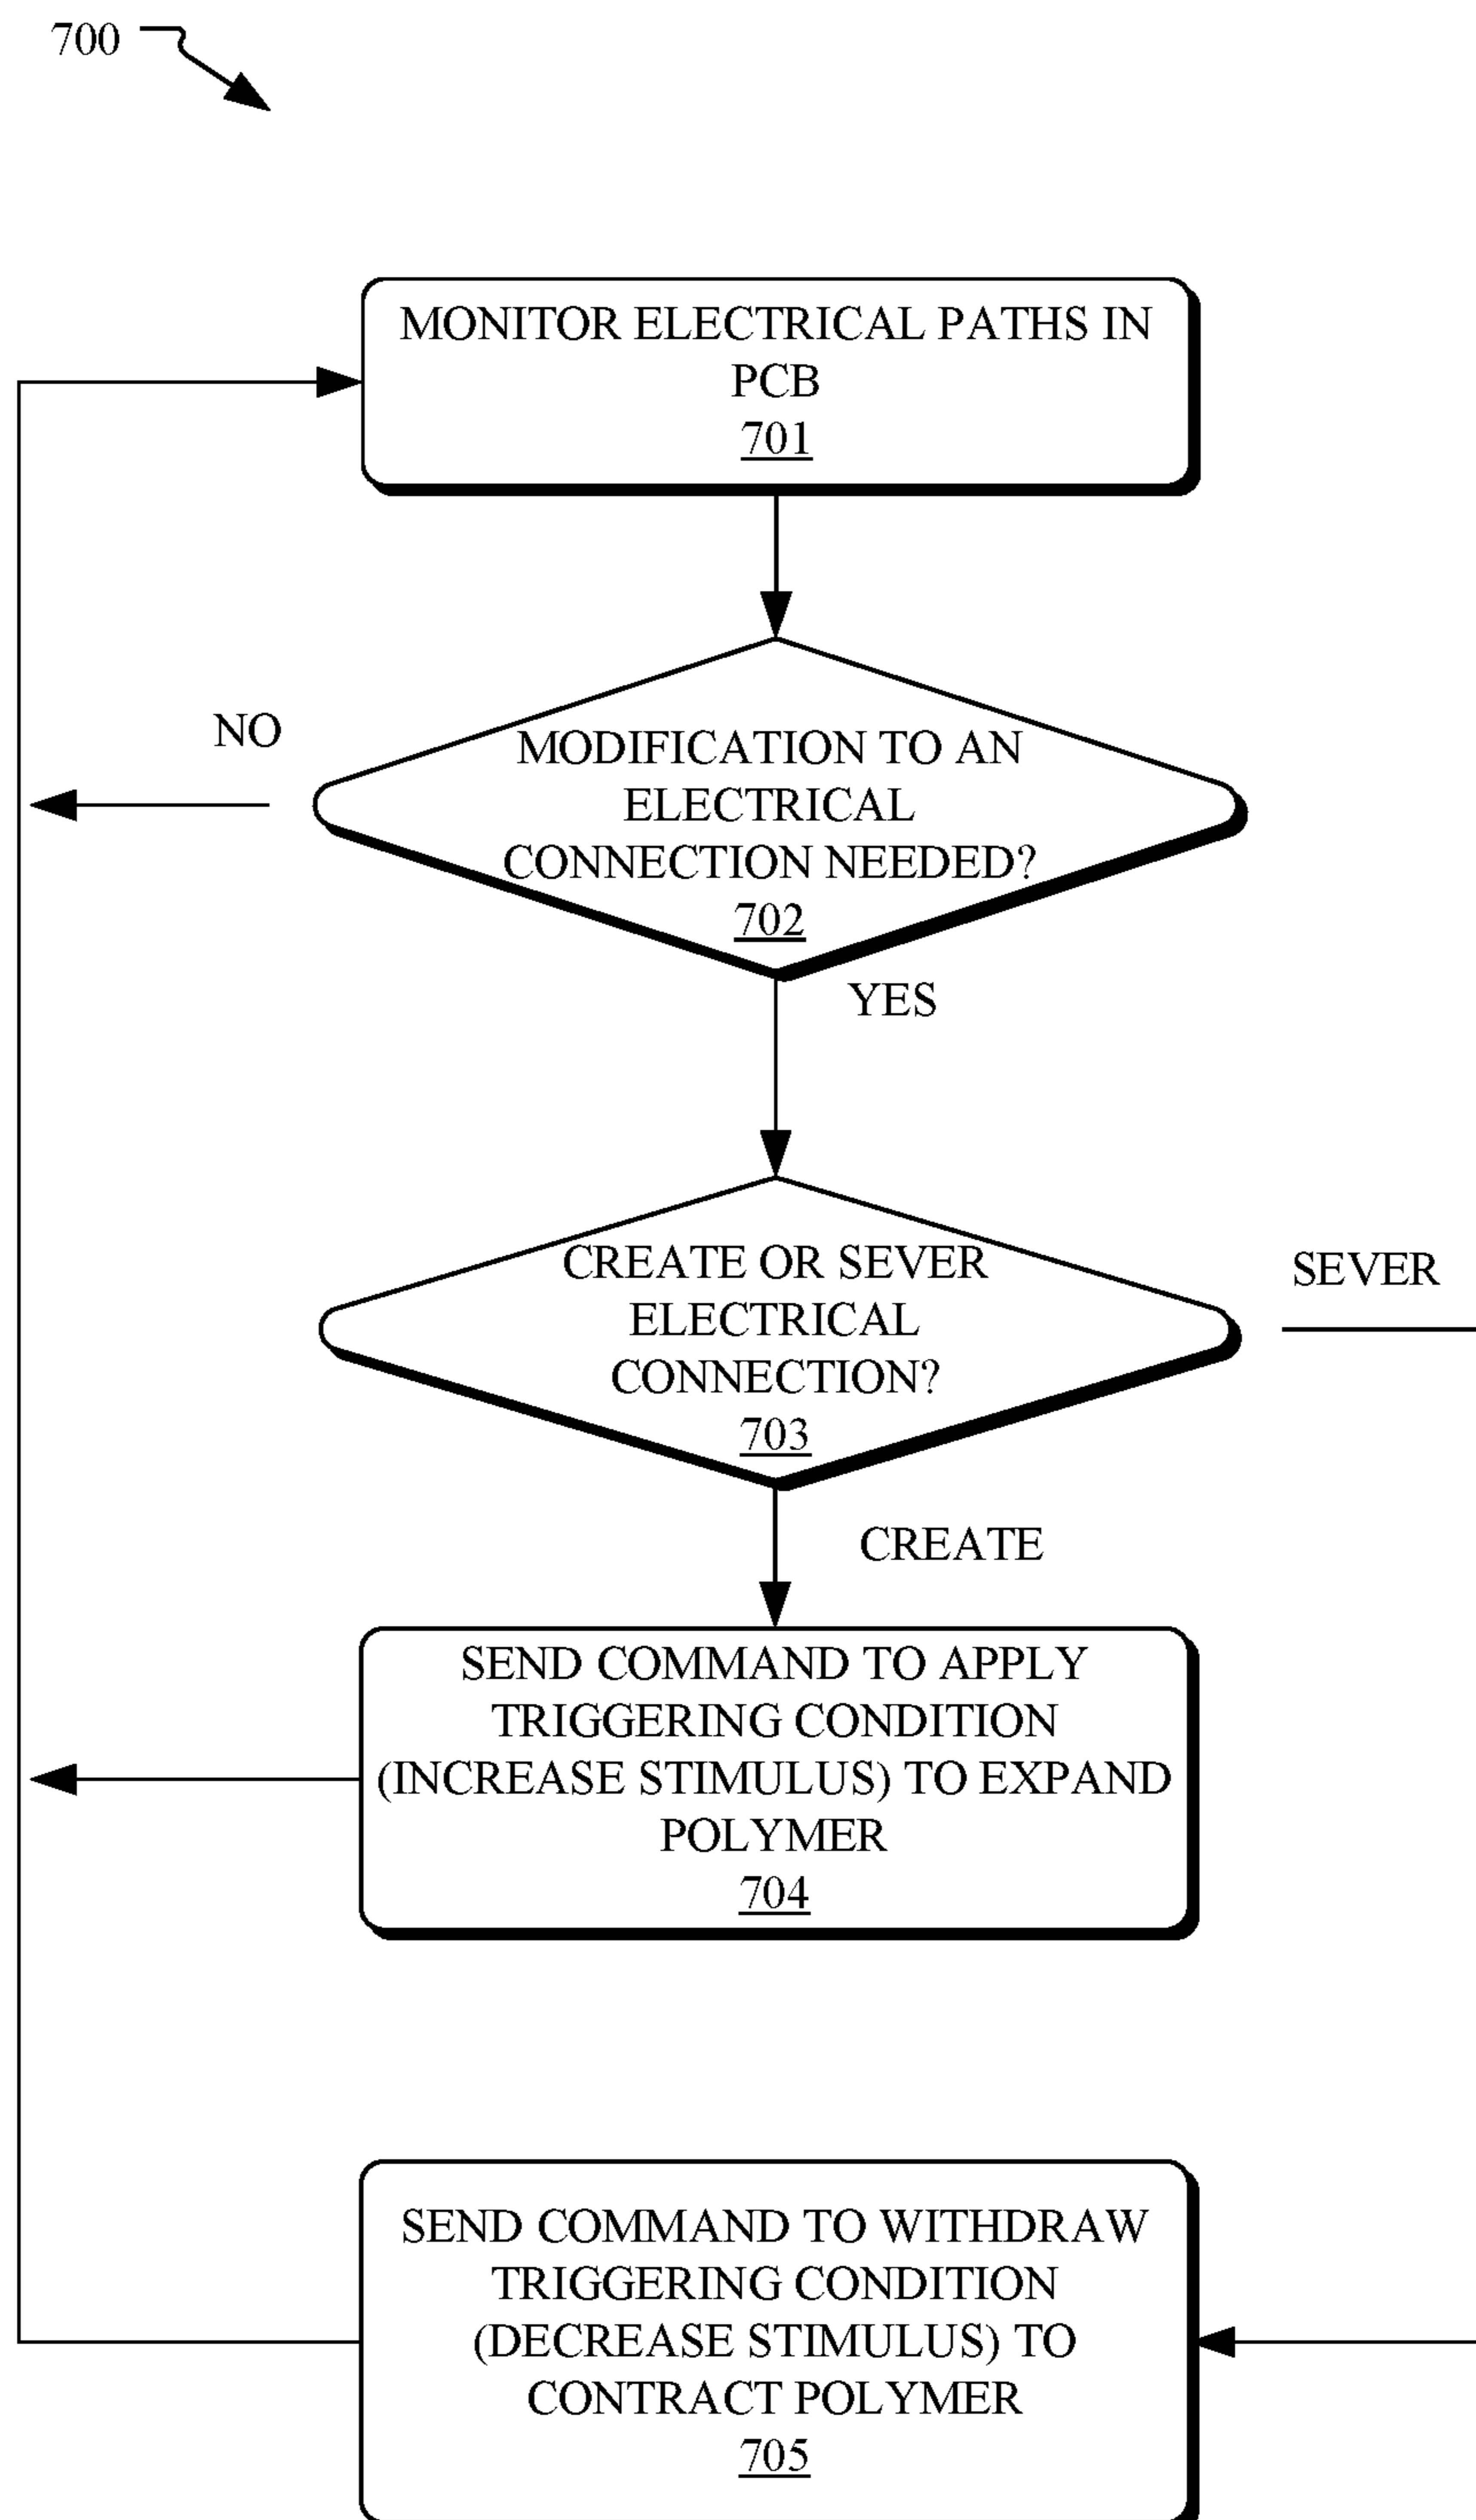 700
MONITOR ELECTRICAL PATHS IN
PCB
701
NO
MODIFICATION TO AN
ELECTRICAL
CONNECTION NEEDED?
702
YES
CREATE OR SEVER
ELECTRICAL
CONNECTION?
703
SEVER
CREATE
SEND COMMAND TO APPLY
TRIGGERING CONDITION
(INCREASE STIMULUS) TO EXPAND
POLYMER
704
SEND COMMAND TO WITHDRAW
TRIGGERING CONDITION
(DECREASE STIMULUS) TO
CONTRACT POLYMER
705